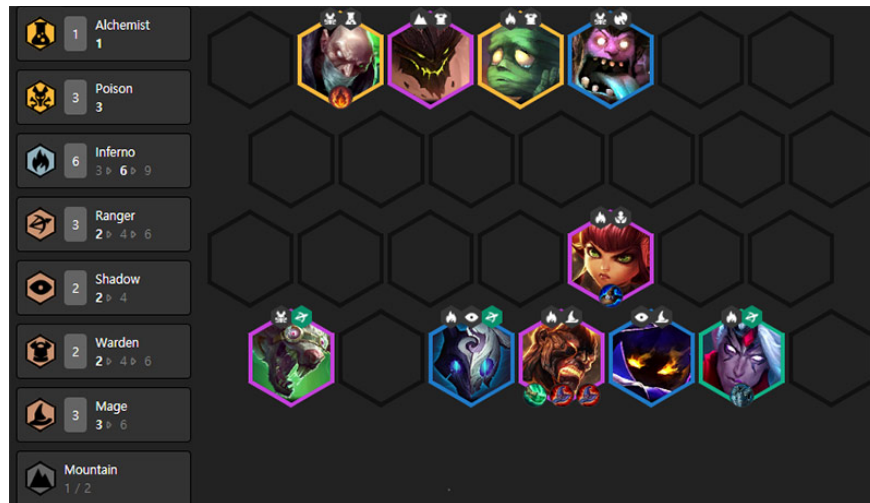 1 Alchemist
1
3 Poison
3
6 Inferno
3 ▹ 6 ▹ 9
3 Ranger
2 ▹ 4 ▹ 6
2 Shadow
2 ▹ 4
2 Warden
2 ▹ 4 ▹ 6
3 Mage
3 ▹ 6
Mountain
1 / 2